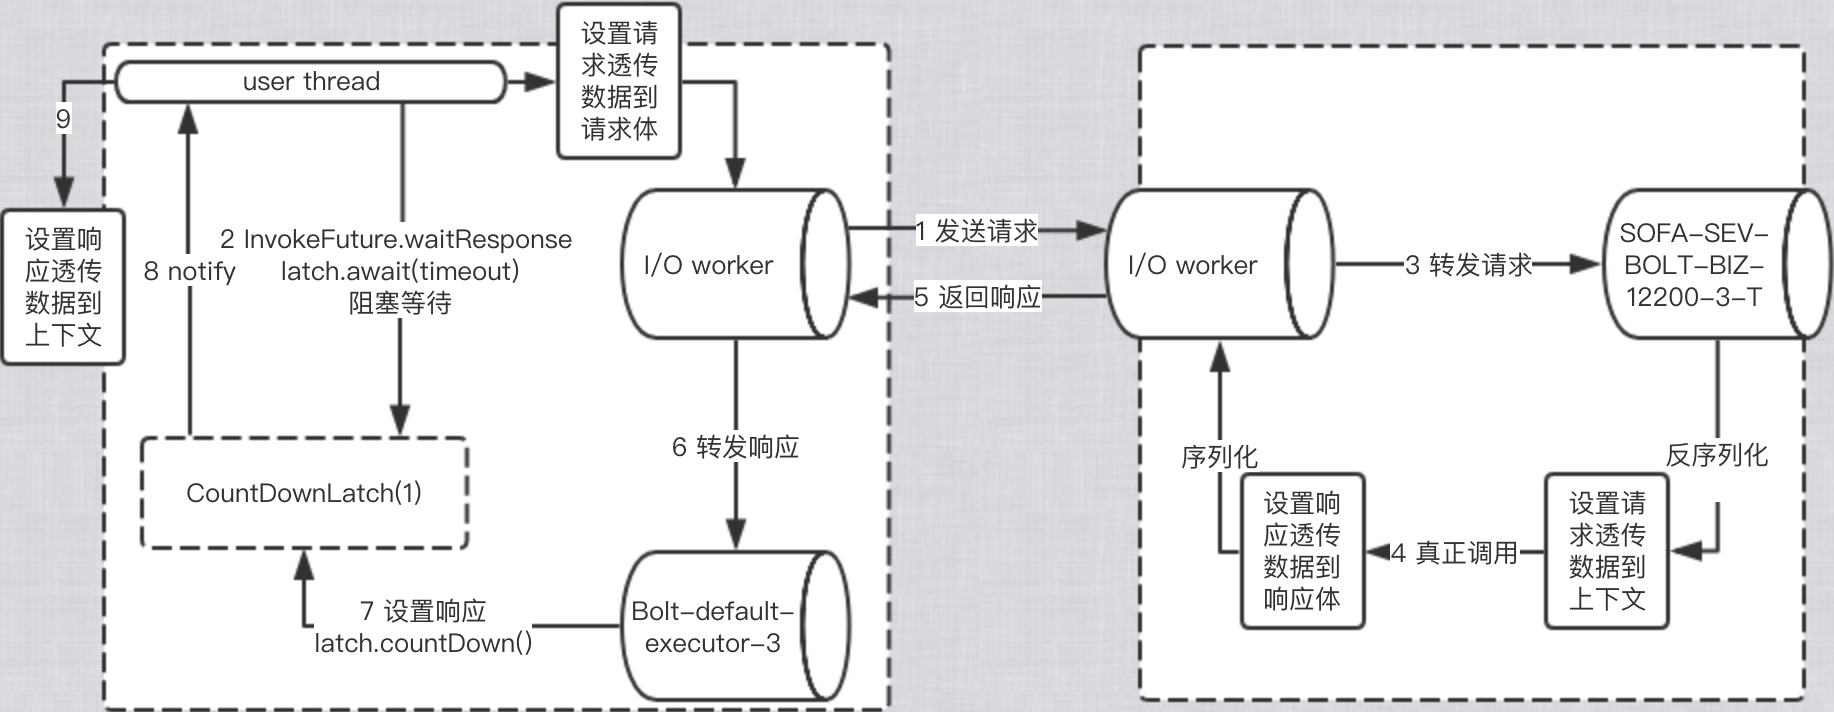 设置请
求透传
数据到
请求体
user thread
9
设置响
应透传
数据到
上下文
8 notify
2 InvokeFuture.waitResponse
latch.await(timeout)
阻塞等待
I/O worker
1 发送请求
5 返回响应
I/O worker
3 转发请求
SOFA-SEV-
BOLT-BIZ-
12200-3-T
6 转发响应
序列化
反序列化
CountDownLatch(1)
设置响
应透传
数据到
响应体
4 真正调用
设置请
求透传
数据到
上下文
7 设置响应
latch.countDown()
Bolt-default-
executor-3